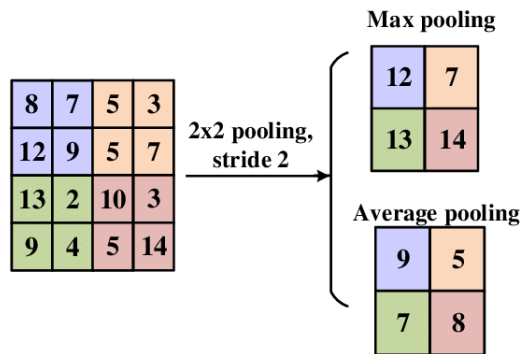 Max pooling
12 7
13 14
8 7 5 3
12 9 5 7
13 2 10 3
9 4 5 14
2x2 pooling,
stride 2
Average pooling
9 5
7 8